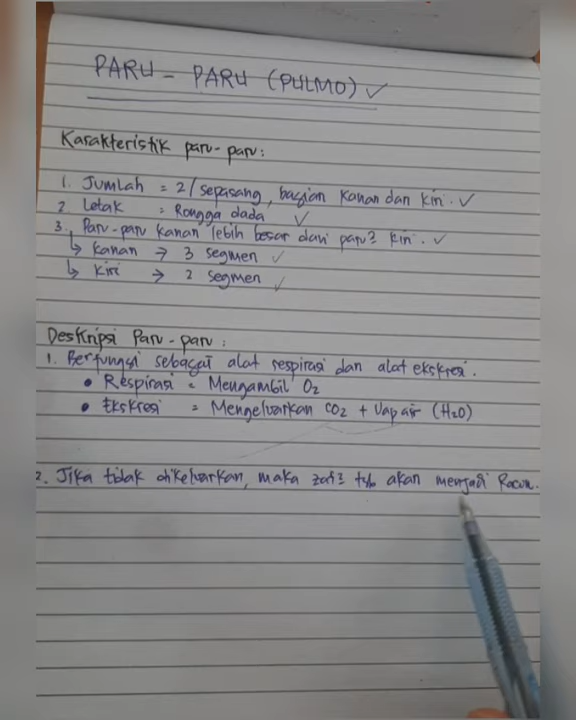 PARU - PARU (PULMO) ✓
Karakteristik paru-paru :
1. Jumlah = 2/sepasang, bagian Kanan dan Kiri. ✓
2. Letak = Rongga dada ✓
3. Paru-paru kanan lebih besar dari paru2 kiri. ✓
↳ Kanan → 3 segmen ✓
↳ Kiri → 2 segmen ✓
Deskripsi Paru-paru :
1. Berfungsi sebagai alat respirasi dan alat ekskresi.
• Respirasi = Mengambil O₂
• Ekskresi = Mengeluarkan CO₂ + Uap air (H₂O)
2. Jika tidak dikeluarkan, maka zat2 tsb akan menjadi Racun.